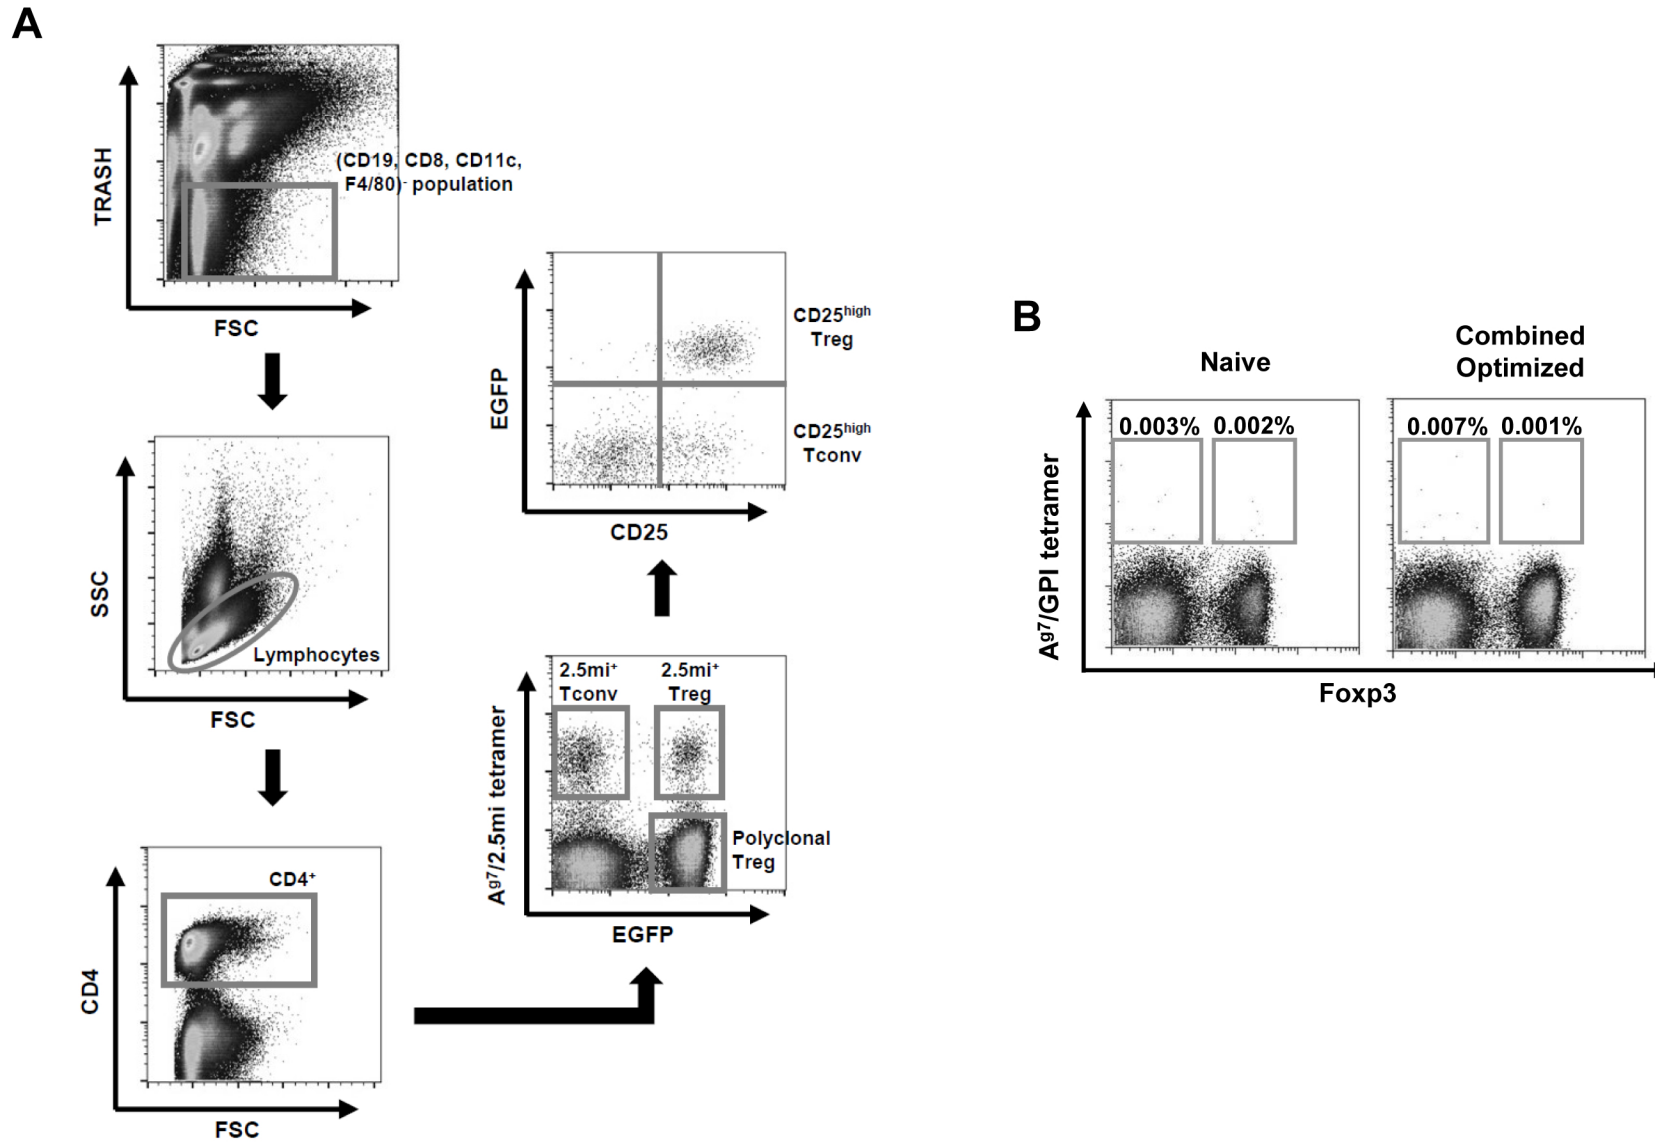 A
TRASH
(CD19, CD8, CD11c,
F4/80)⁻ population
FSC
SSC
Lymphocytes
FSC
CD4
CD4⁺
FSC
EGFP
CD25ʰⁱᵍʰ
Treg
CD25ʰⁱᵍʰ
Tconv
CD25
2.5mi⁺
Tconv
2.5mi⁺
Treg
Aᵍ⁷/2.5mi tetramer
Polyclonal
Treg
EGFP
B
Naive
Combined
Optimized
0.003%
0.002%
0.007%
0.001%
Aᵍ⁷/GPI tetramer
Foxp3